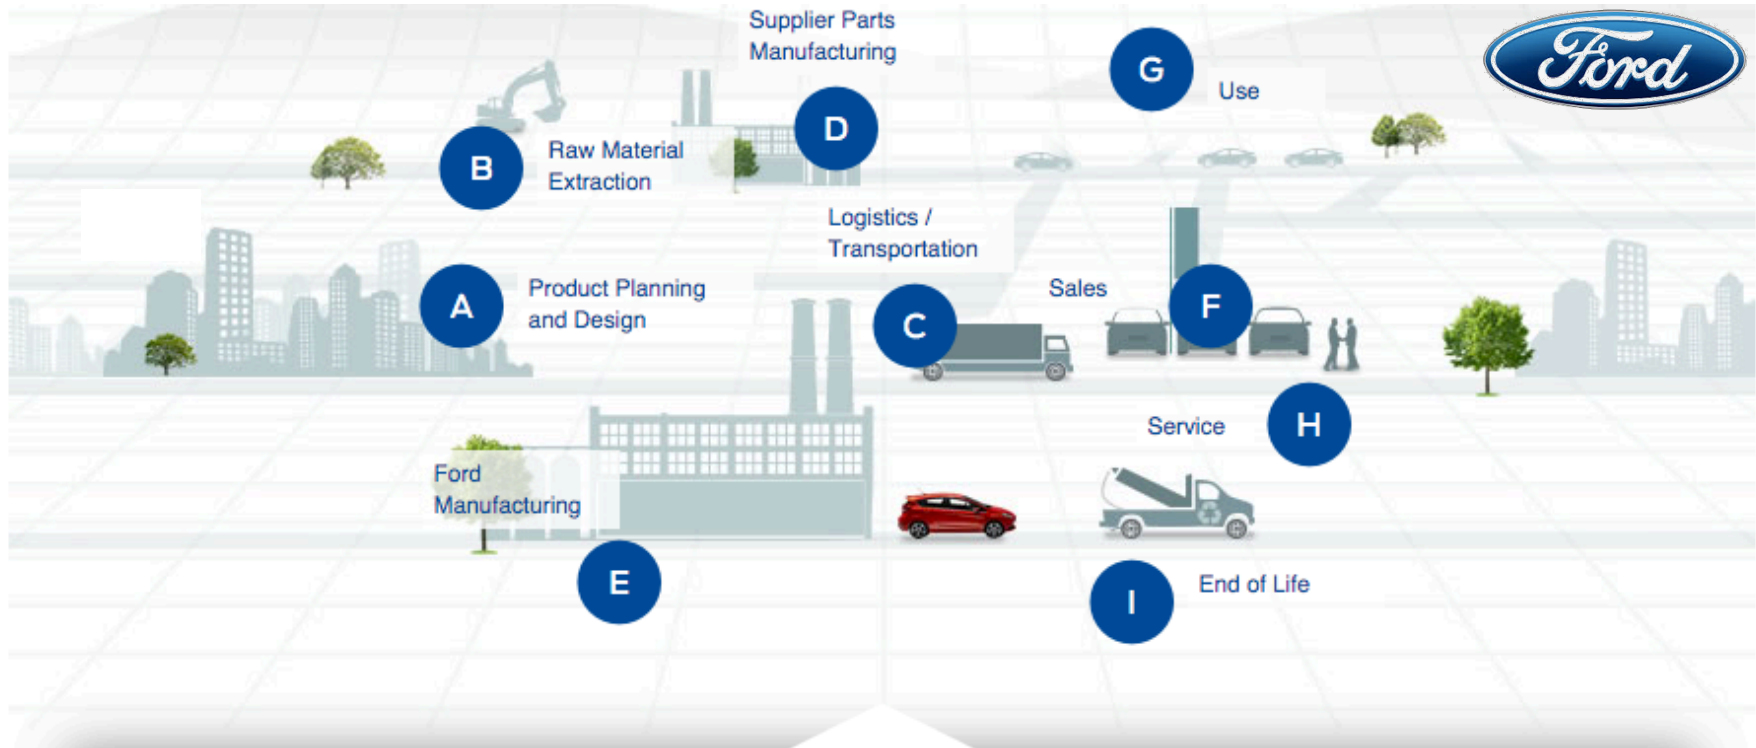 Supplier Parts
Manufacturing
G
Use
Ford
D
B
Raw Material
Extraction
Logistics /
Transportation
A
Product Planning
and Design
C
Sales
F
Service
H
Ford
Manufacturing
E
I
End of Life